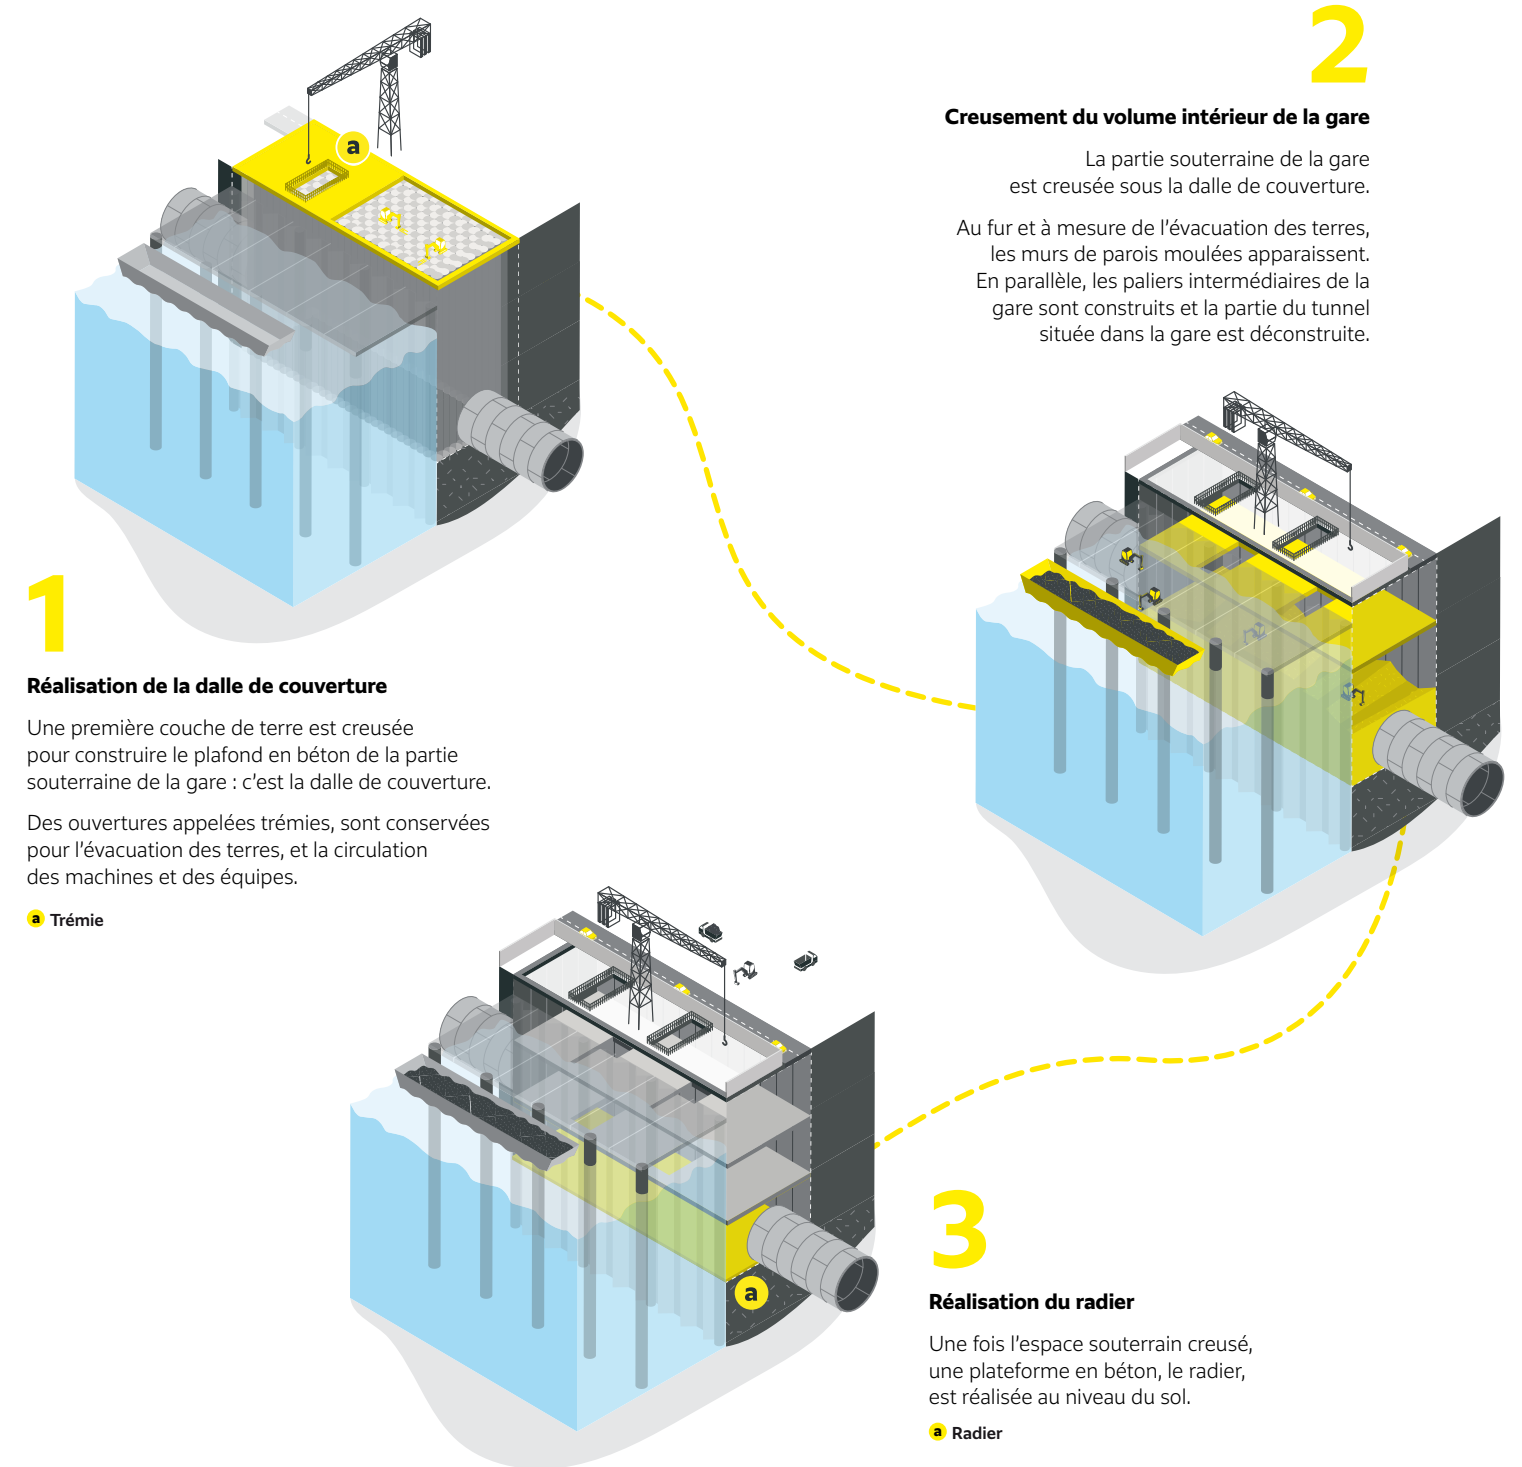 1
Réalisation de la dalle de couverture
Une première couche de terre est creusée
pour construire le plafond en béton de la partie
souterraine de la gare : c’est la dalle de couverture.
Des ouvertures appelées trémies, sont conservées
pour l’évacuation des terres, et la circulation
des machines et des équipes.
a Trémie
a
2
Creusement du volume intérieur de la gare
La partie souterraine de la gare
est creusée sous la dalle de couverture.
Au fur et à mesure de l’évacuation des terres,
les murs de parois moulées apparaissent.
En parallèle, les paliers intermédiaires de la
gare sont construits et la partie du tunnel
située dans la gare est déconstruite.
3
Réalisation du radier
Une fois l’espace souterrain creusé,
une plateforme en béton, le radier,
est réalisée au niveau du sol.
a Radier
a